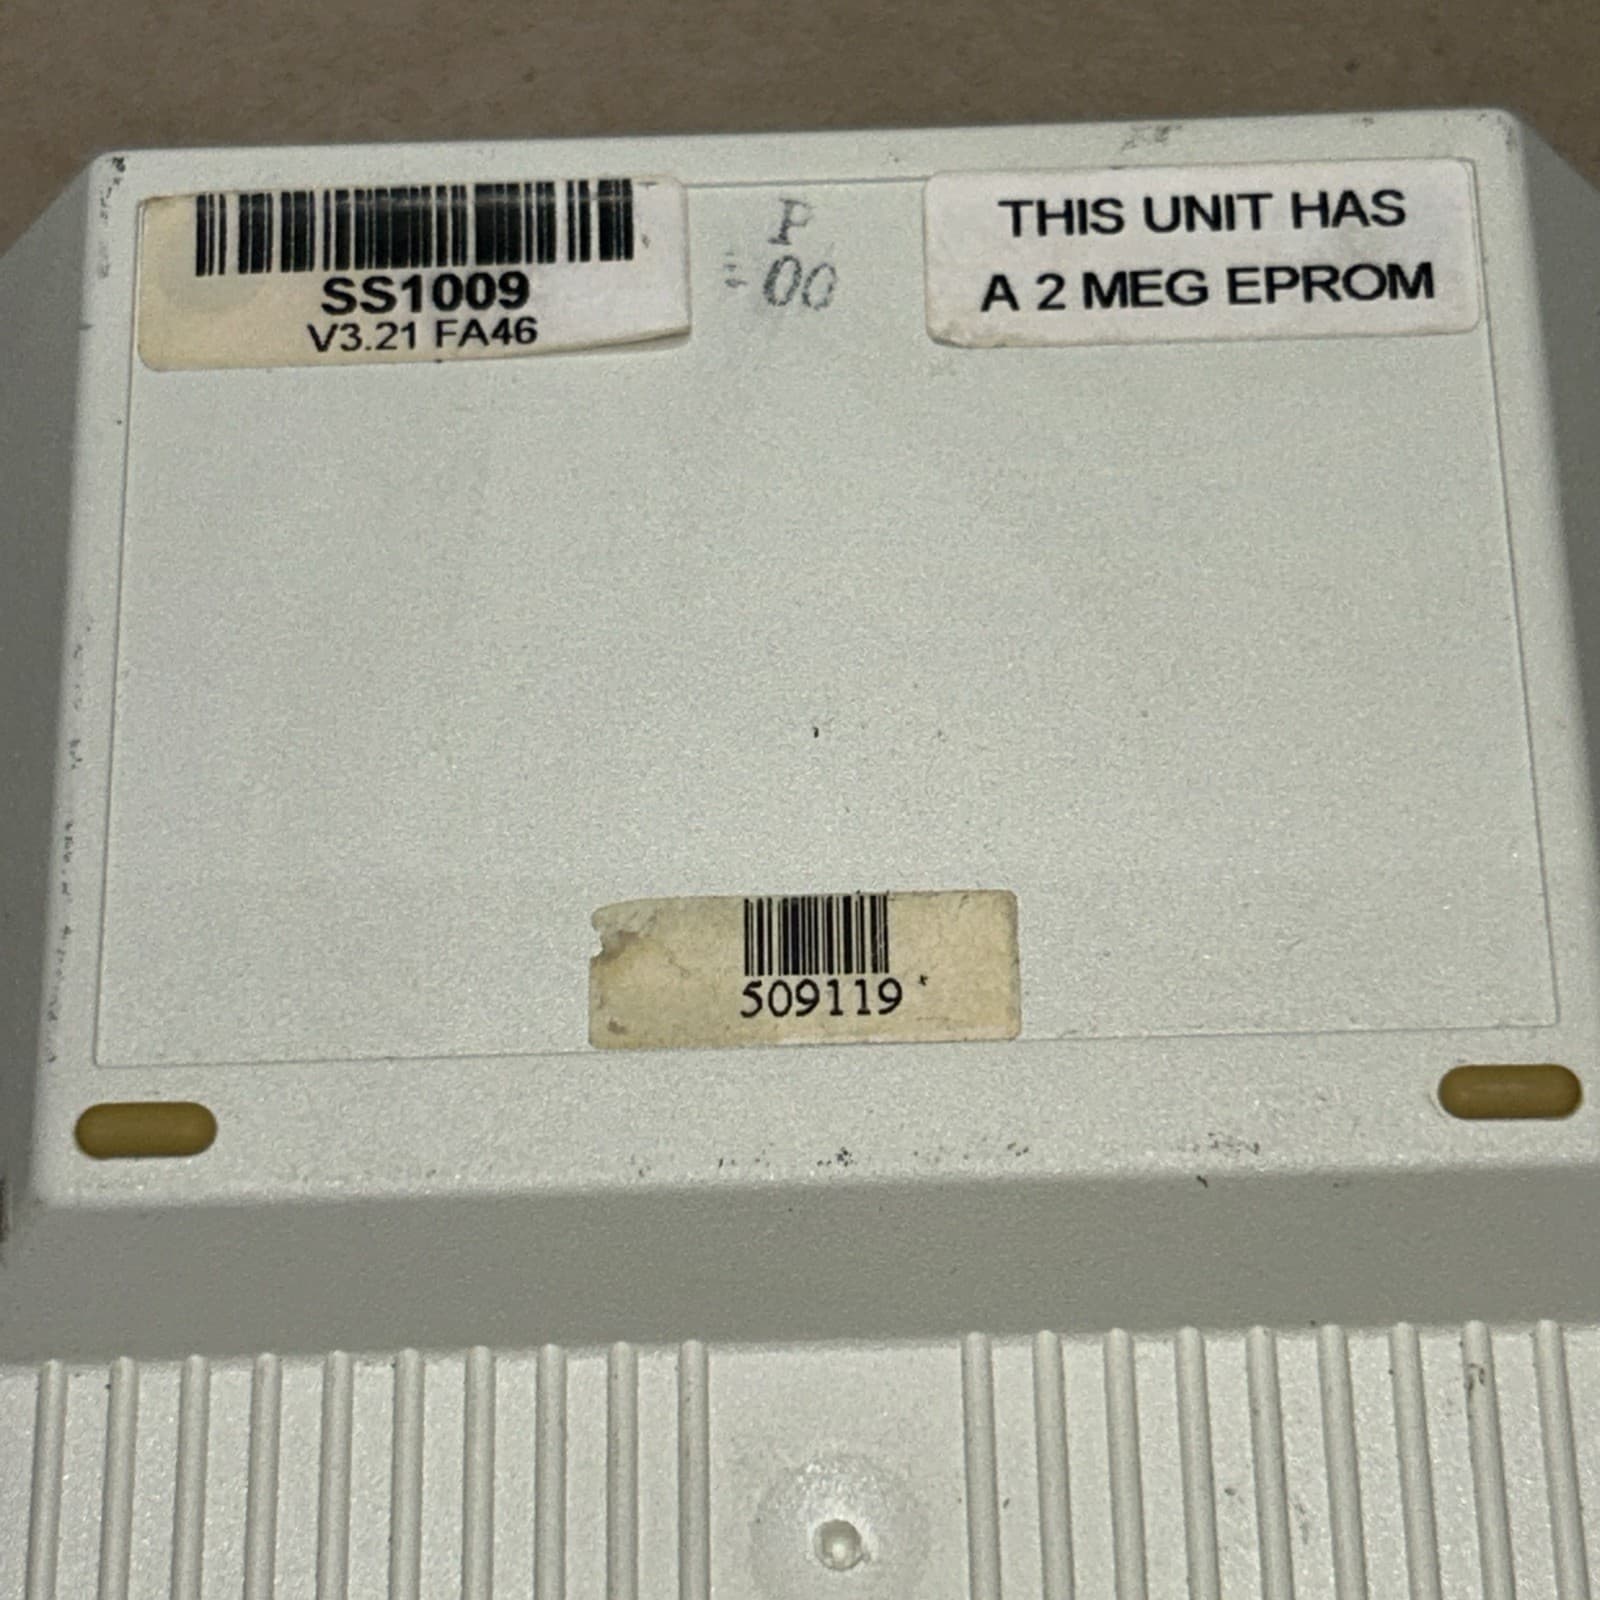 SS1009
V3.21 FA46
P
00
THIS UNIT HAS
A 2 MEG EPROM
509119